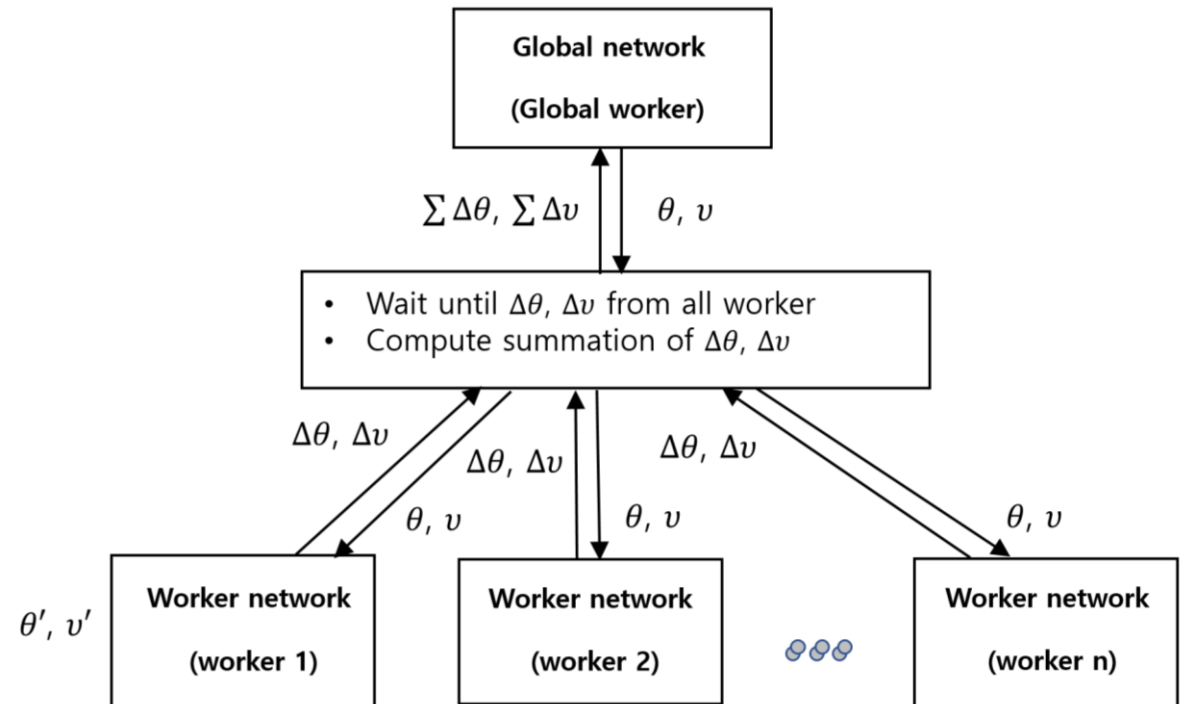 Global network
(Global worker)
∑ Δθ, ∑ Δυ
θ, υ
• Wait until Δθ, Δυ from all worker
• Compute summation of Δθ, Δυ
Δθ, Δυ
θ, υ
Δθ, Δυ
θ, υ
Δθ, Δυ
θ, υ
θ′, υ′
Worker network
(worker 1)
Worker network
(worker 2)
Worker network
(worker n)